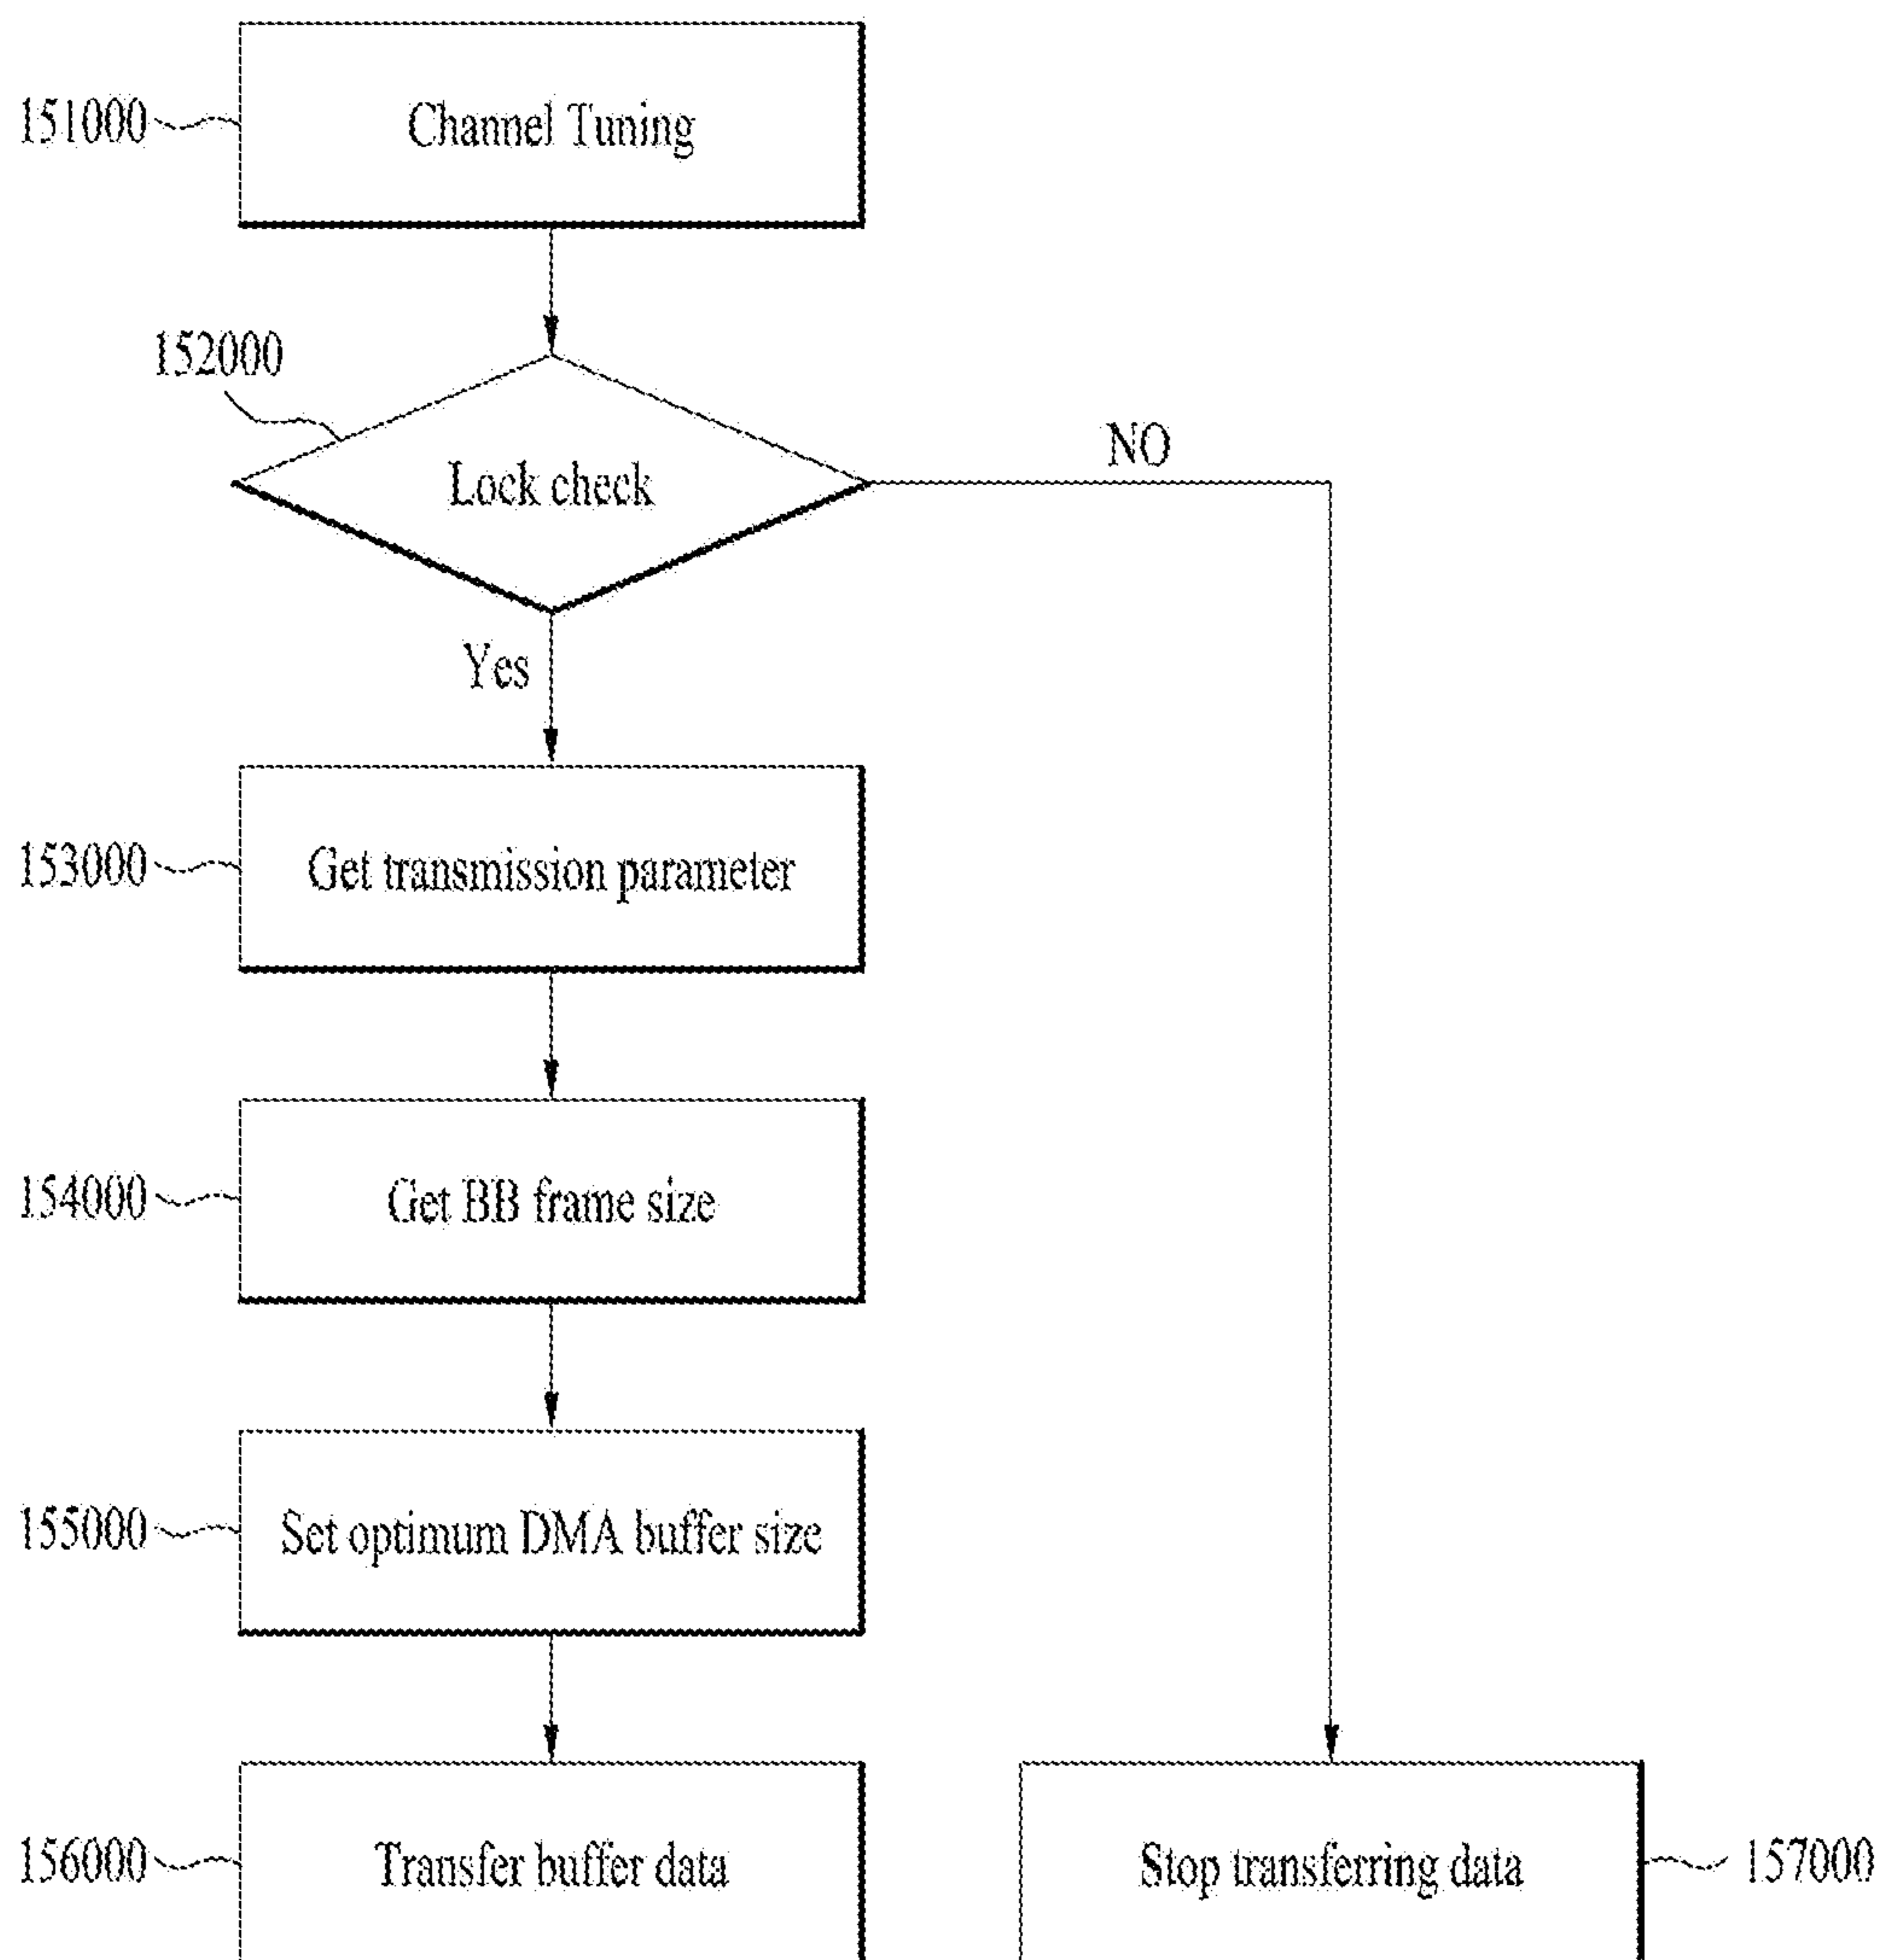 151000
Channel Tuning
152000
Lock check
NO
Yes
153000
Get transmission parameter
154000
Get BB frame size
155000
Set optimum DMA buffer size
156000
Transfer buffer data
Stop transferring data
157000